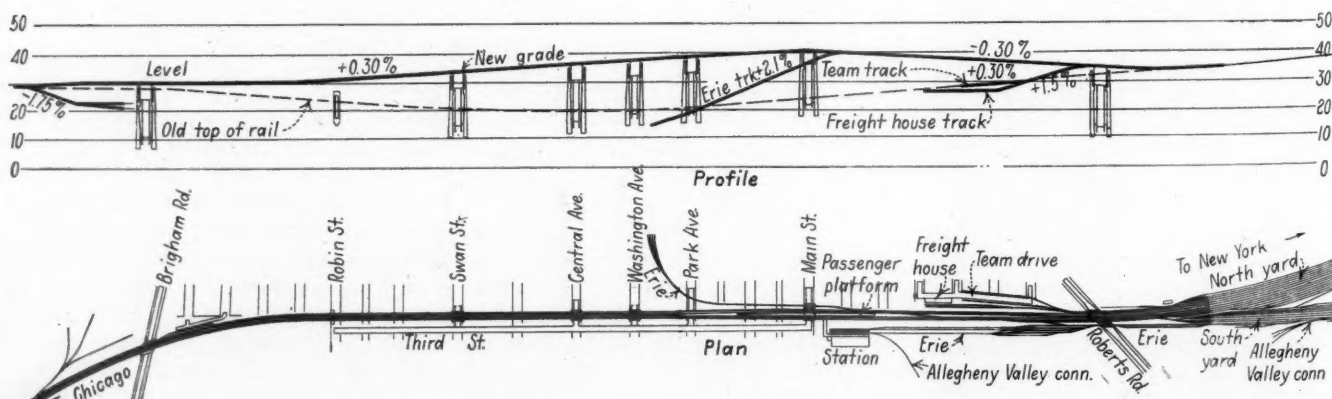 50
50
40
40
30
30
20
20
10
10
0
0
Level
+0.30%
New grade
-0.30%
-1.75%
Old top of rail
Erie trk+2.1%
Team track
+0.30%
+1.5%
Freight house track
Profile
Brigham Rd.
Robin St.
Swan St.
Central Ave.
Washington Ave.
Park Ave.
Main St.
Erie
Passenger
platform
Freight
house
Team drive
To New York
North yard
Chicago
Third St.
Plan
Station
Erie
Allegheny Valley conn.
Roberts Rd.
Erie
South
yard
Allegheny
Valley conn